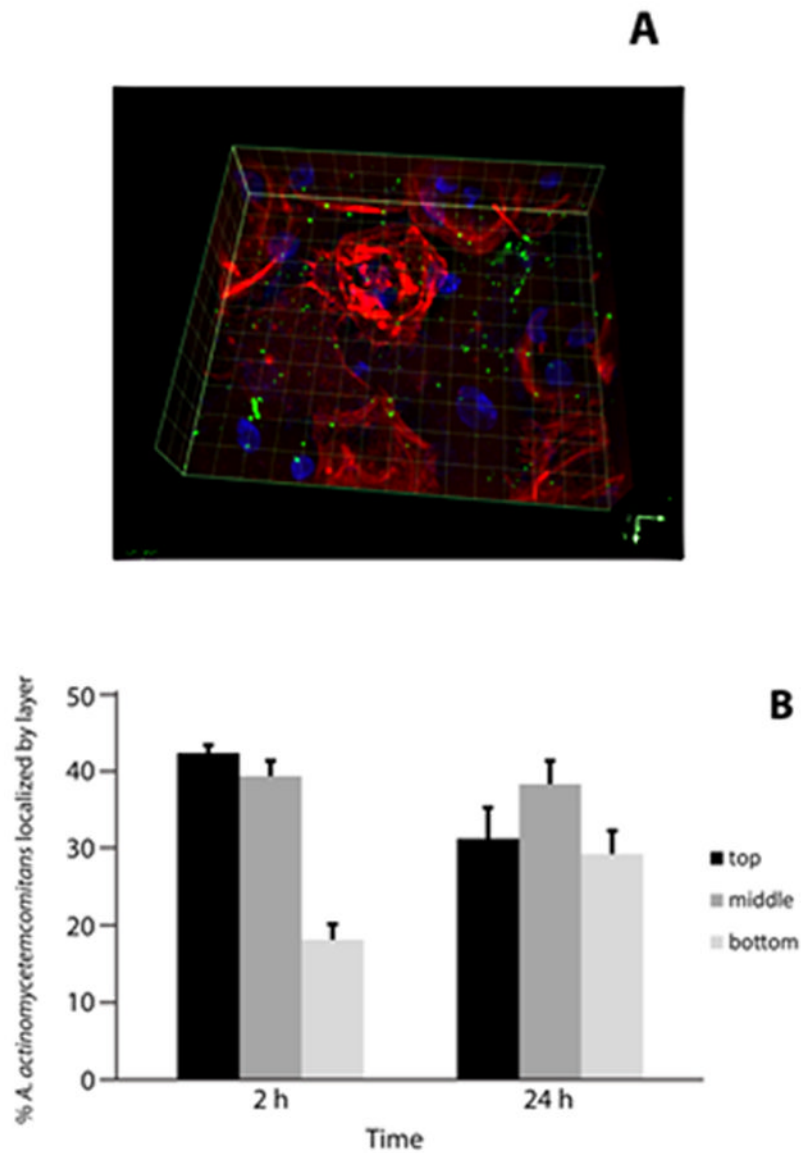 A
B
% A. actinomycetemcomitans localized by layer
50
40
30
20
10
0
2 h
24 h
Time
top
middle
bottom